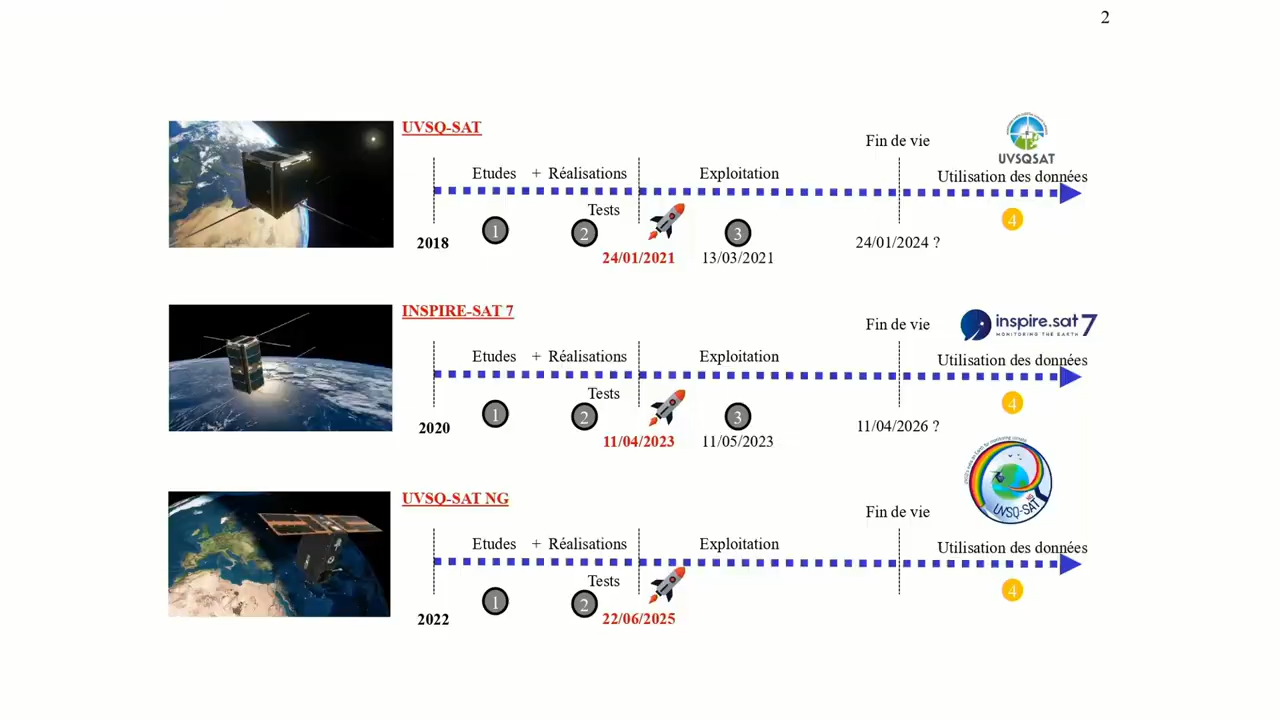 2
UVSQ-SAT
Fin de vie
UVSQSAT
Etudes + Réalisations Exploitation Utilisation des données
Tests
1 2 3 4
2018 24/01/2021 13/03/2021 24/01/2024 ?
INSPIRE-SAT 7
Fin de vie
inspire.sat 7
MONITORING THE EARTH
Etudes + Réalisations Exploitation Utilisation des données
Tests
1 2 3 4
2020 11/04/2023 11/05/2023 11/04/2026 ?
UVSQ-SAT NG
Fin de vie
UVSQ-SAT
NG
Etudes + Réalisations Exploitation Utilisation des données
Tests
1 2 4
2022 22/06/2025